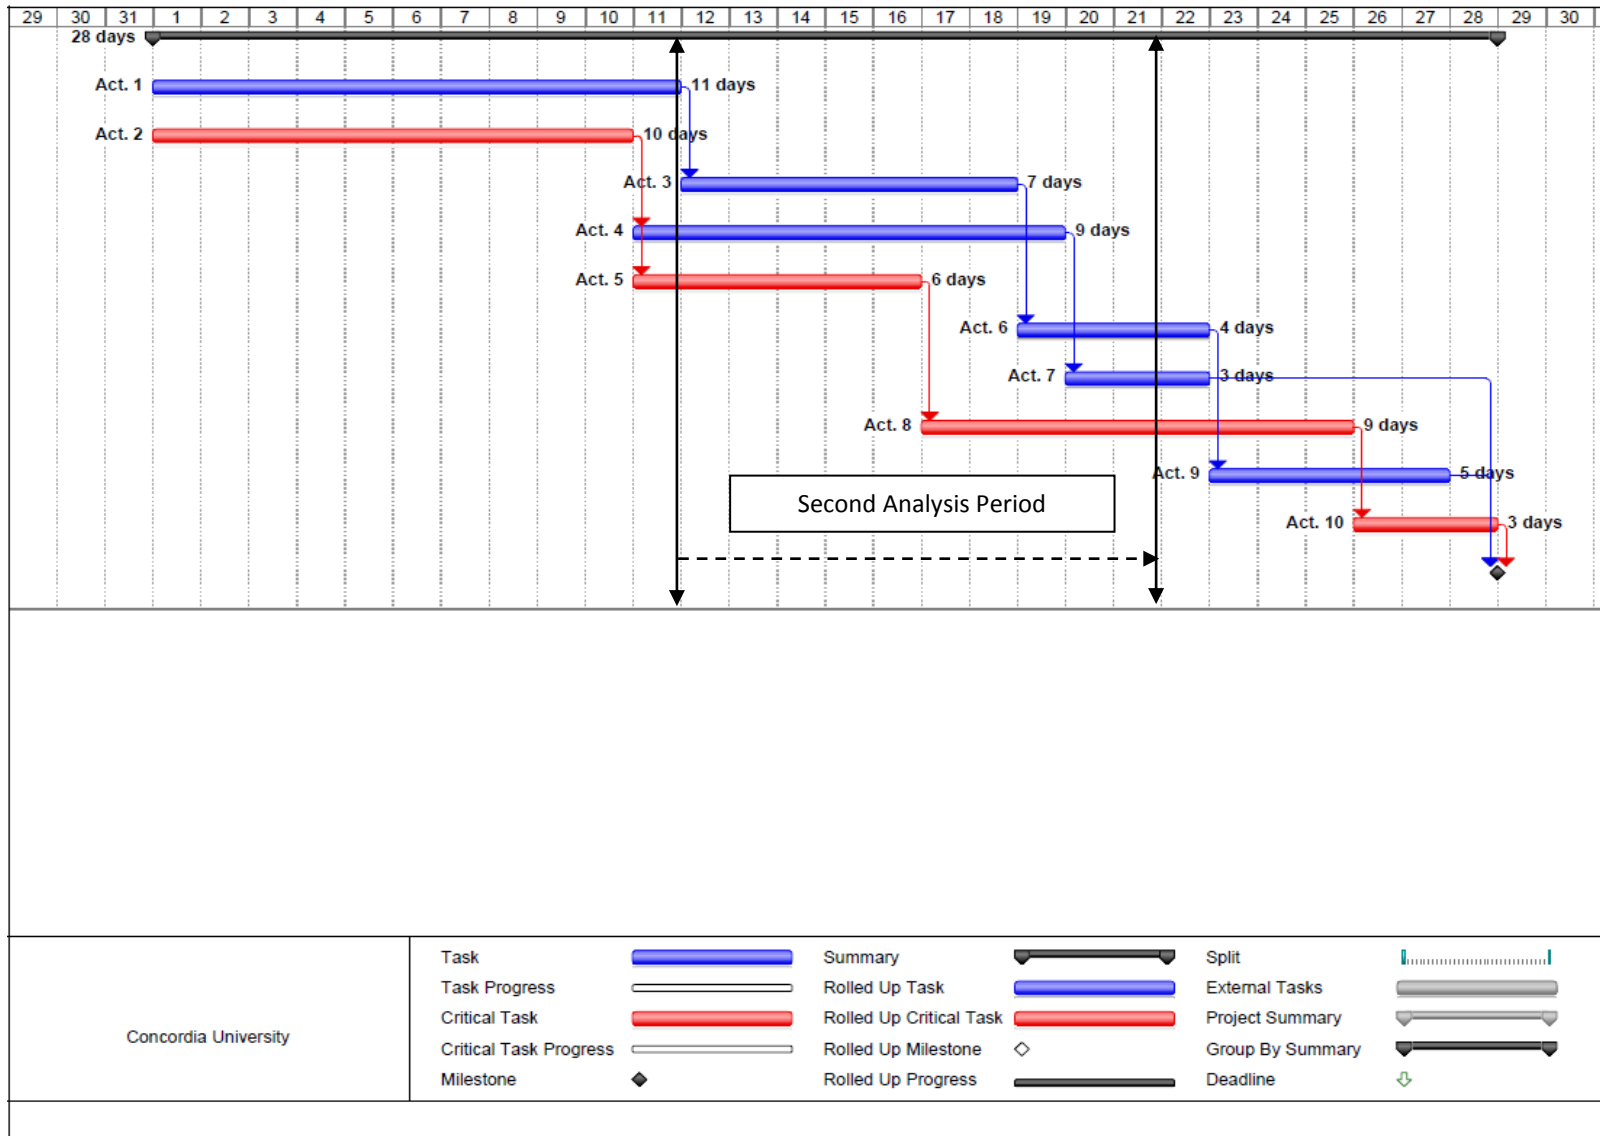 29 30 31 1 2 3 4 5 6 7 8 9 10 11 12 13 14 15 16 17 18 19 20 21 22 23 24 25 26 27 28 29 30
28 days
Act. 1 11 days
Act. 2 10 days
Act. 3 7 days
Act. 4 9 days
Act. 5 6 days
Act. 6 4 days
Act. 7 3 days
Act. 8 9 days
Act. 9 5 days
Second Analysis Period
Act. 10 3 days
Task Summary Split
Task Progress Rolled Up Task External Tasks
Critical Task Rolled Up Critical Task Project Summary
Concordia University
Critical Task Progress Rolled Up Milestone Group By Summary
Milestone Rolled Up Progress Deadline